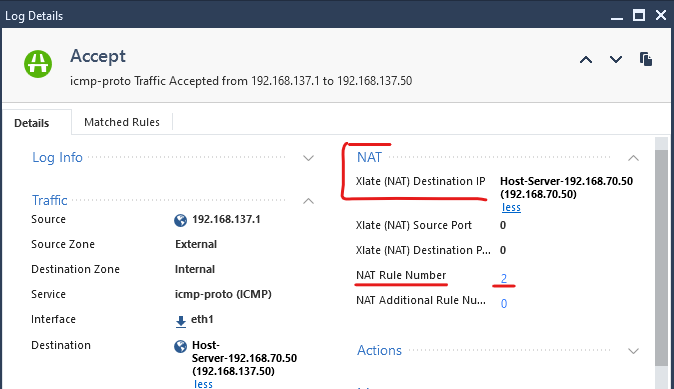 Log Details
Accept
icmp-proto Traffic Accepted from 192.168.137.1 to 192.168.137.50
Details
Matched Rules
Log Info
Traffic
Source 192.168.137.1
Source Zone External
Destination Zone Internal
Service icmp-proto (ICMP)
Interface eth1
Destination Host-
Server-192.168.70.50
(192.168.137.50)
less
NAT
Xlate (NAT) Destination IP Host-Server-192.168.70.50
(192.168.70.50)
less
Xlate (NAT) Source Port 0
Xlate (NAT) Destination P... 0
NAT Rule Number 2
NAT Additional Rule Nu... 0
Actions